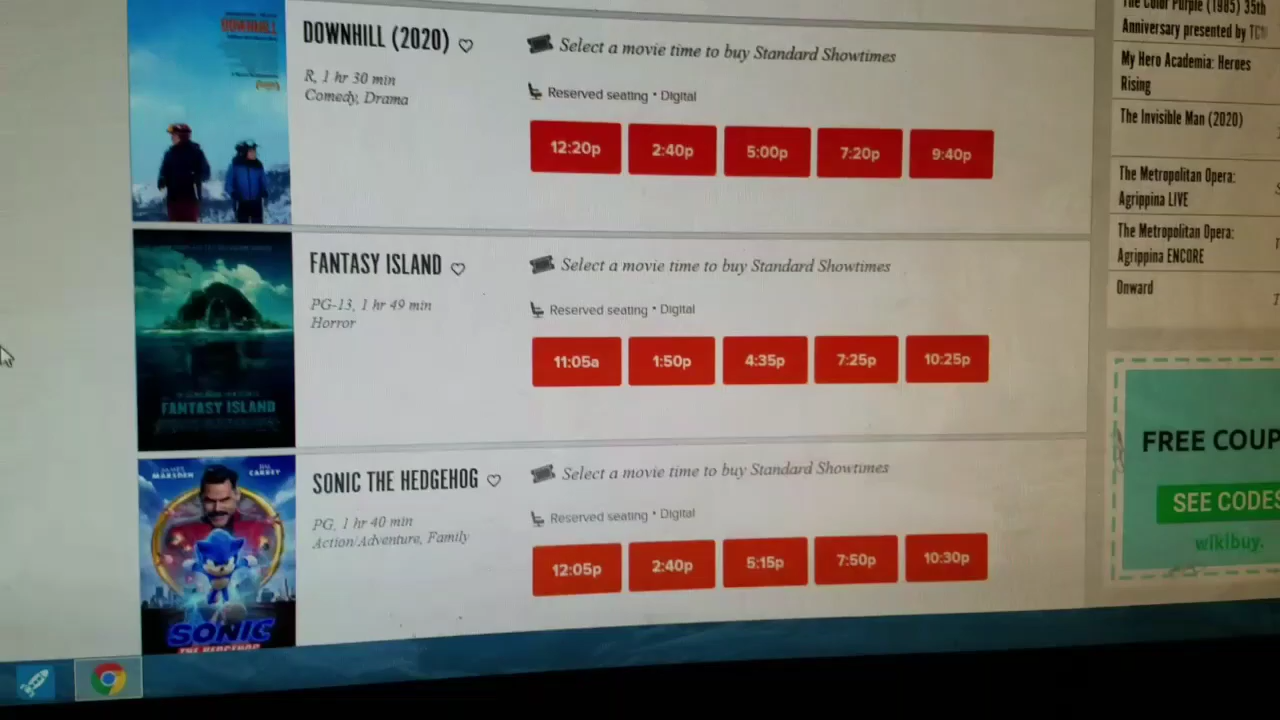 DOWNHILL
DOWNHILL (2020)
R, 1 hr 30 min
Comedy, Drama
Select a movie time to buy Standard Showtimes
Reserved seating • Digital
12:20p 2:40p 5:00p 7:20p 9:40p
FANTASY ISLAND
FANTASY ISLAND
PG-13, 1 hr 49 min
Horror
Select a movie time to buy Standard Showtimes
Reserved seating • Digital
11:05a 1:50p 4:35p 7:25p 10:25p
JAMES MARSDEN
JIM CARREY
SONIC
THE HEDGEHOG
SONIC THE HEDGEHOG
PG, 1 hr 40 min
Action/Adventure, Family
Select a movie time to buy Standard Showtimes
Reserved seating • Digital
12:05p 2:40p 5:15p 7:50p 10:30p
The Color Purple (1985) 35th
Anniversary presented by TCM
My Hero Academia: Heroes
Rising
The Invisible Man (2020)
The Metropolitan Opera:
Agrippina LIVE
The Metropolitan Opera:
Agrippina ENCORE
Onward
FREE COUP
SEE CODES
wikibuy.